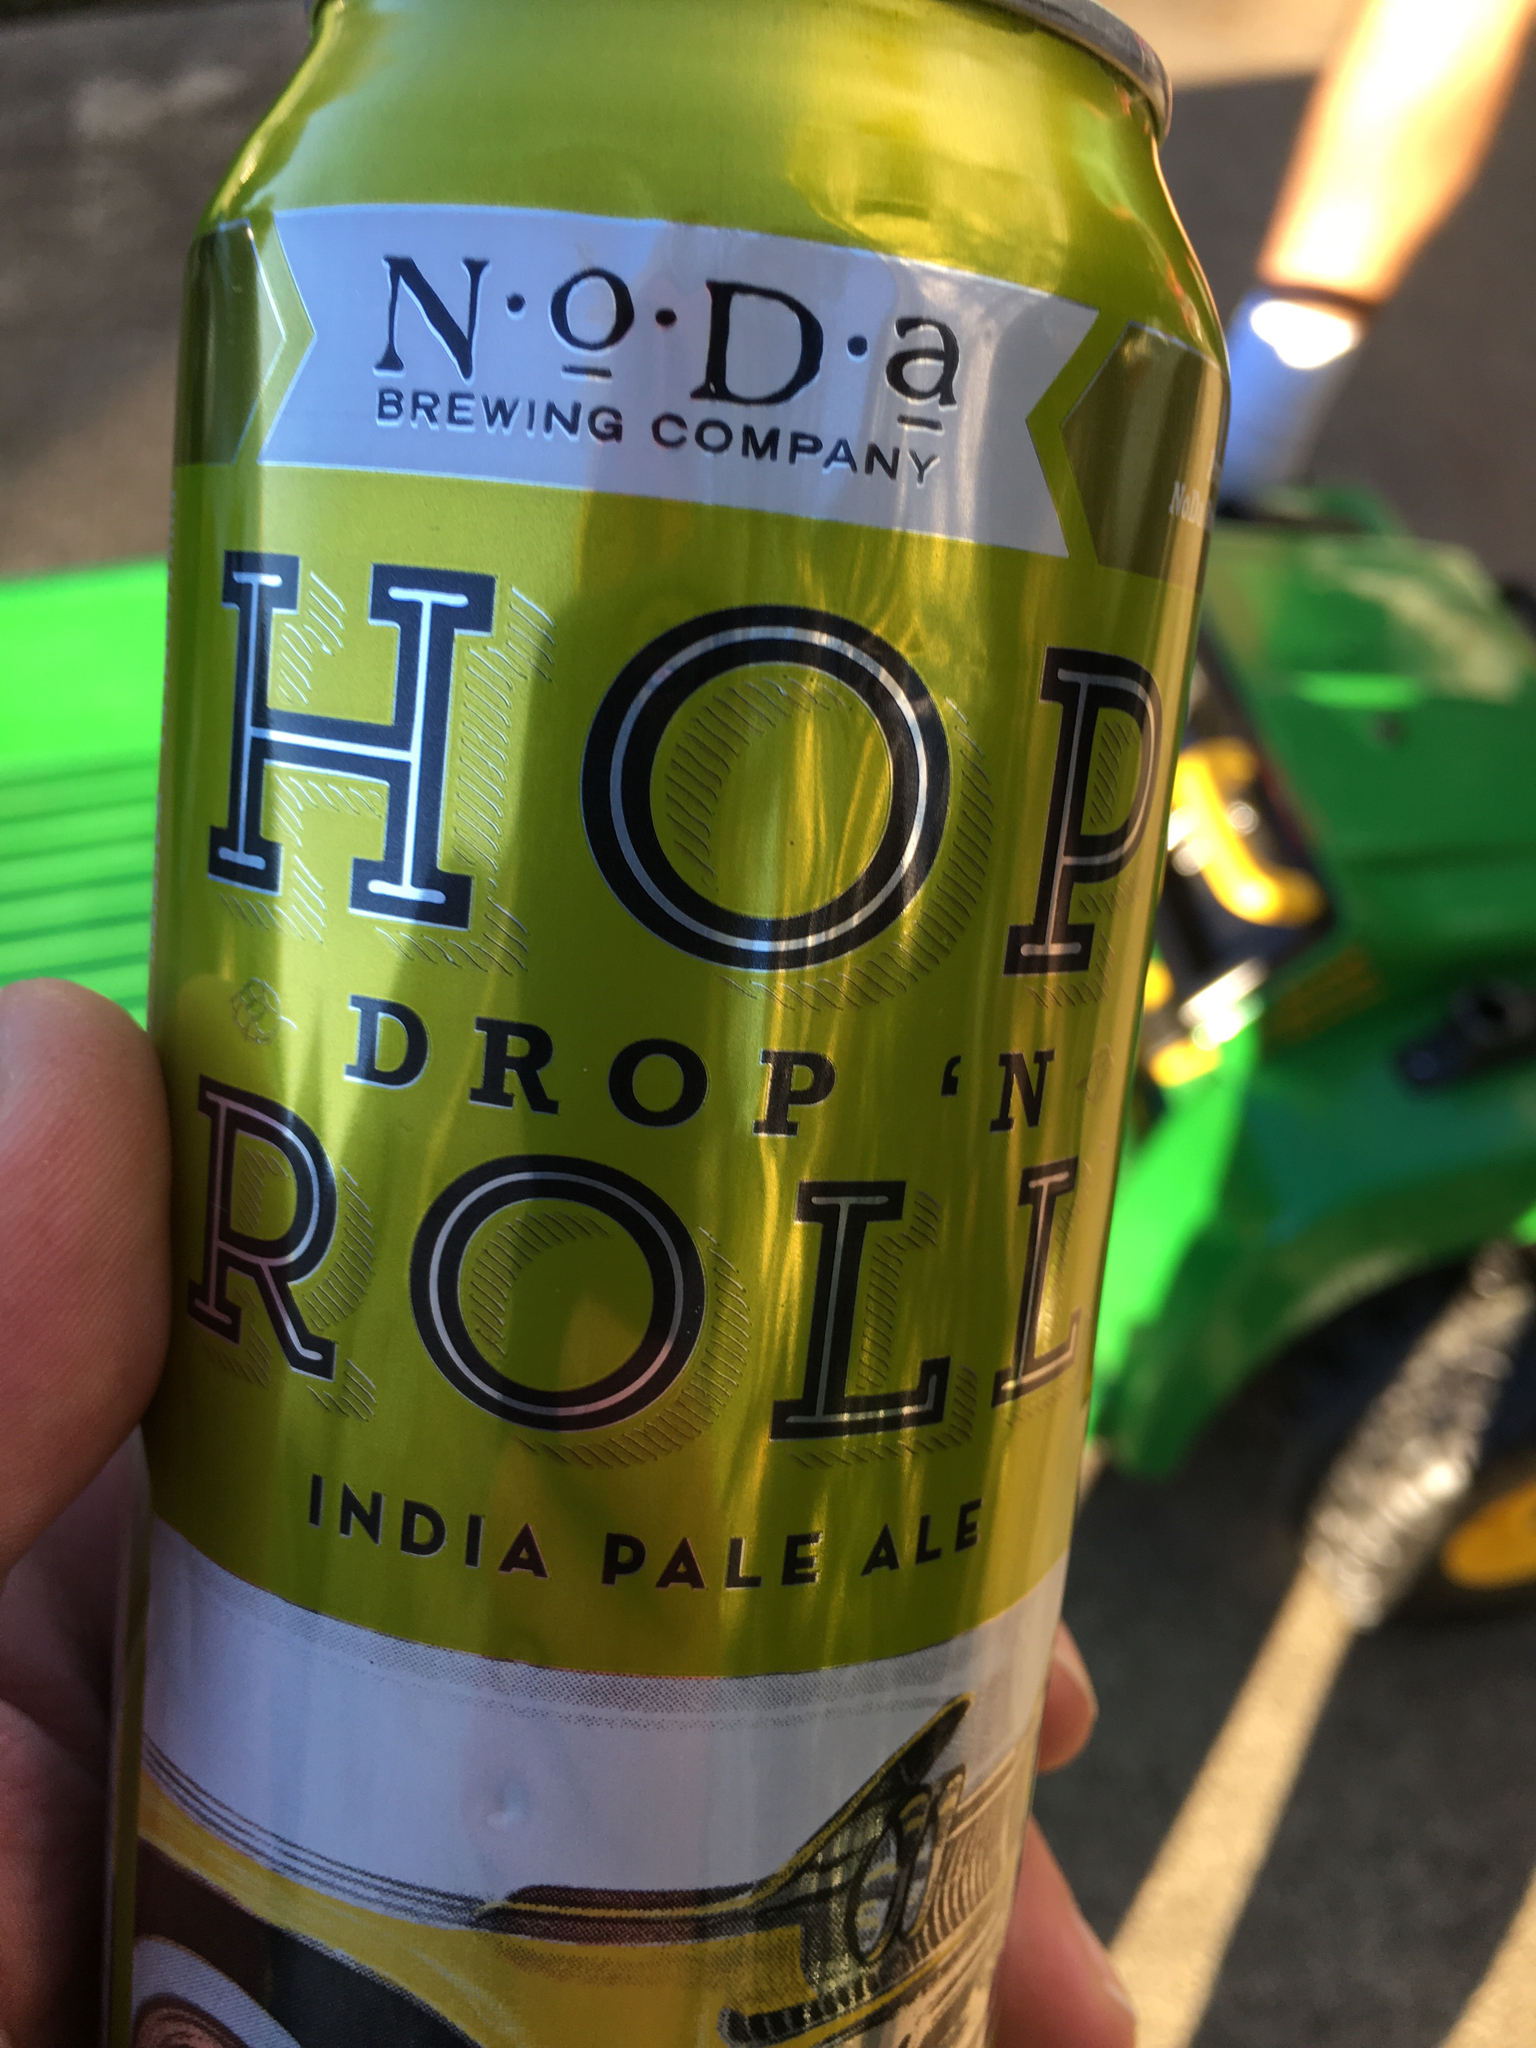 N·o·D·a
BREWING COMPANY
HOP
DROP ‘N
ROLL
INDIA PALE ALE